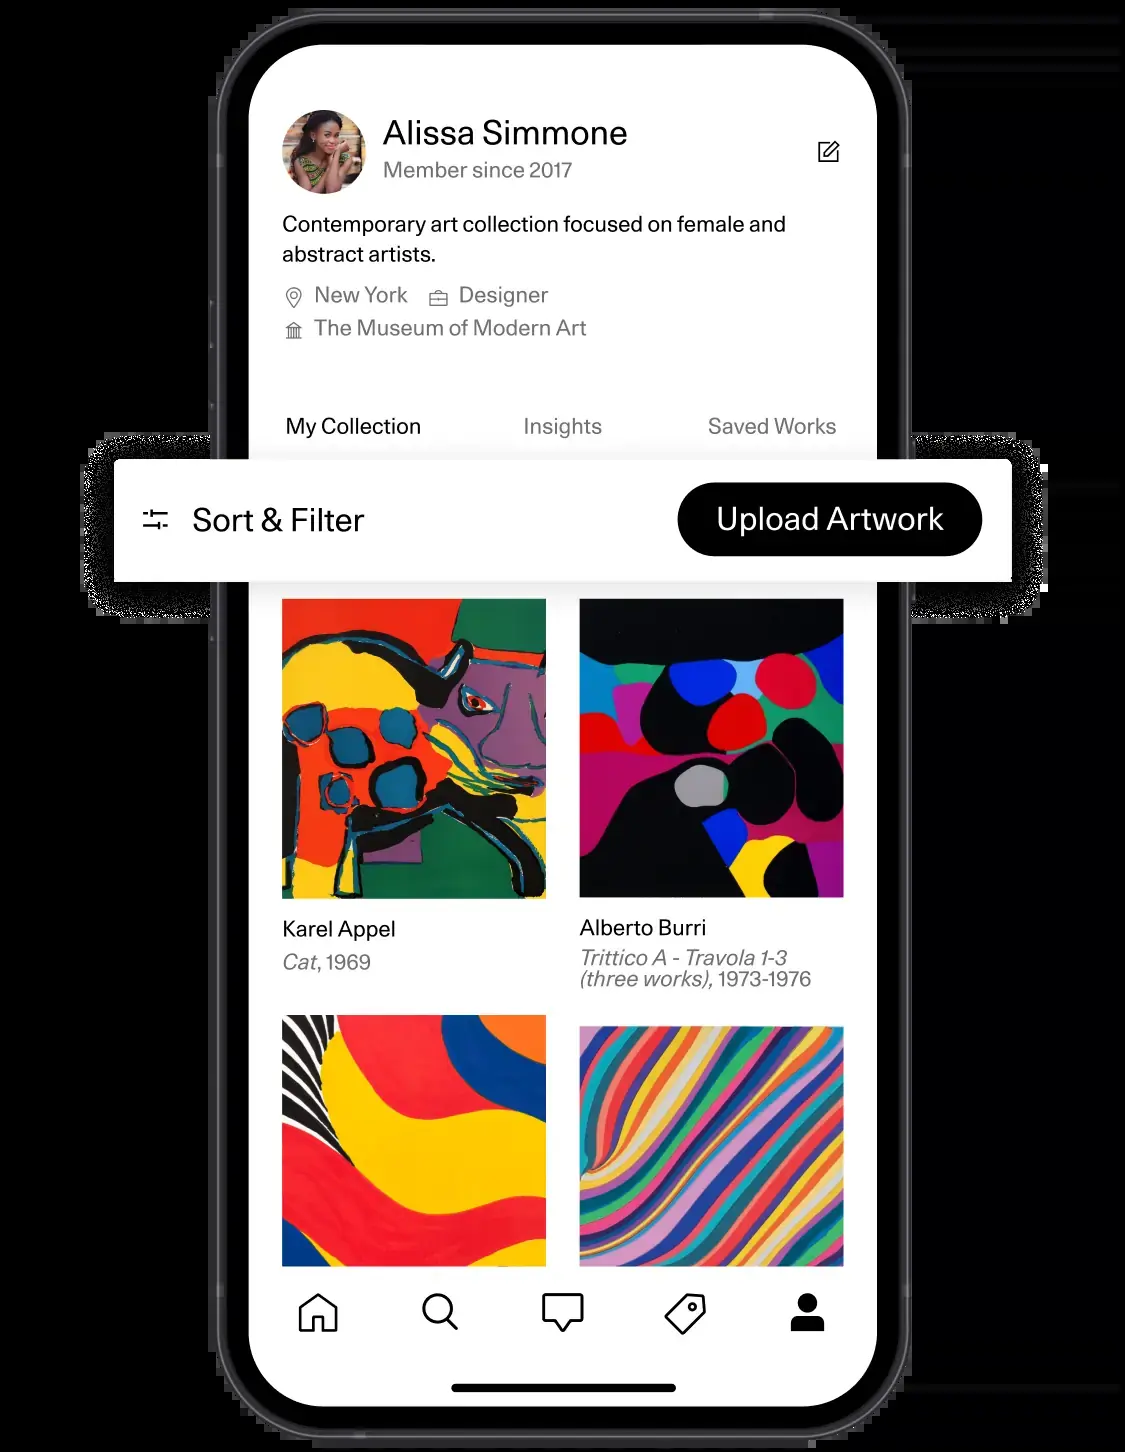 Alissa Simmone
Member since 2017
Contemporary art collection focused on female and
abstract artists.
New York Designer
The Museum of Modern Art
My Collection Insights Saved Works
Sort & Filter Upload Artwork
Karel Appel
Cat, 1969
Alberto Burri
Trittico A - Travola 1-3
(three works), 1973-1976